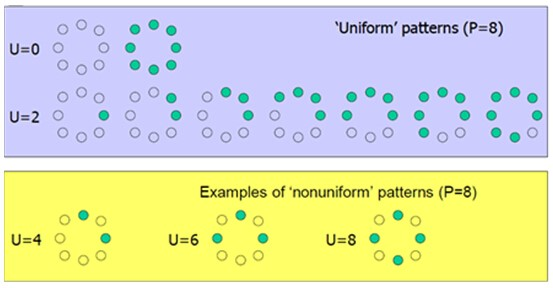 ‘Uniform’ patterns (P=8)
U=0
U=2
Examples of ‘nonuniform’ patterns (P=8)
U=4 U=6 U=8